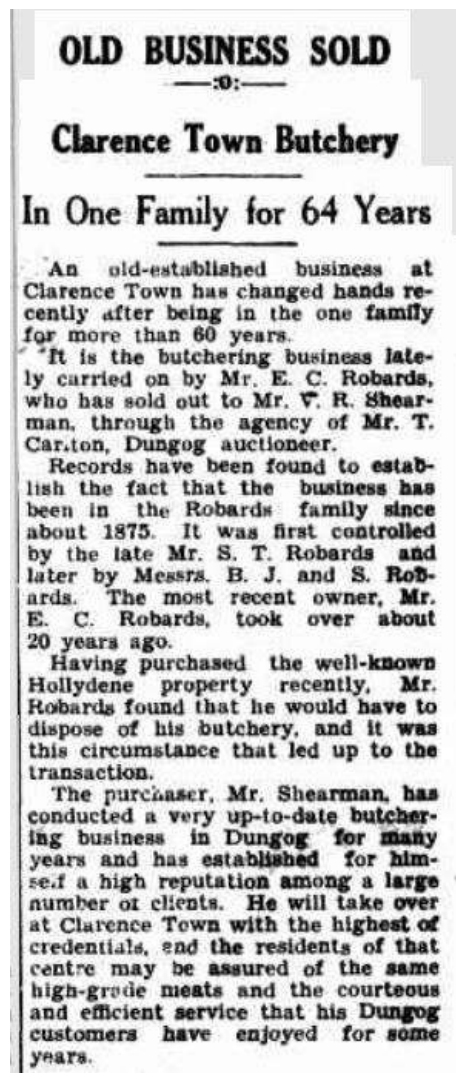 OLD BUSINESS SOLD
—:0:—
Clarence Town Butchery
In One Family for 64 Years
An old-established business at
Clarence Town has changed hands re-
cently after being in the one family
for more than 60 years.
It is the butchering business late-
ly carried on by Mr. E. C. Robards,
who has sold out to Mr. V. R. Shear-
man, through the agency of Mr. T.
Carlton, Dungog auctioneer.
Records have been found to estab-
lish the fact that the business has
been in the Robards family since
about 1875. It was first controlled
by the late Mr. S. T. Robards and
later by Messrs. B. J. and S. Rob-
ards. The most recent owner, Mr.
E. C. Robards, took over about
20 years ago.
Having purchased the well-known
Hollydene property recently, Mr.
Robards found that he would have to
dispose of his butchery, and it was
this circumstance that led up to the
transaction.
The purchaser, Mr. Shearman, has
conducted a very up-to-date butcher-
ing business in Dungog for many
years and has established for him-
self a high reputation among a large
number of clients. He will take over
at Clarence Town with the highest of
credentials, and the residents of that
centre may be assured of the same
high-grade meats and the courteous
and efficient service that his Dungog
customers have enjoyed for some
years.